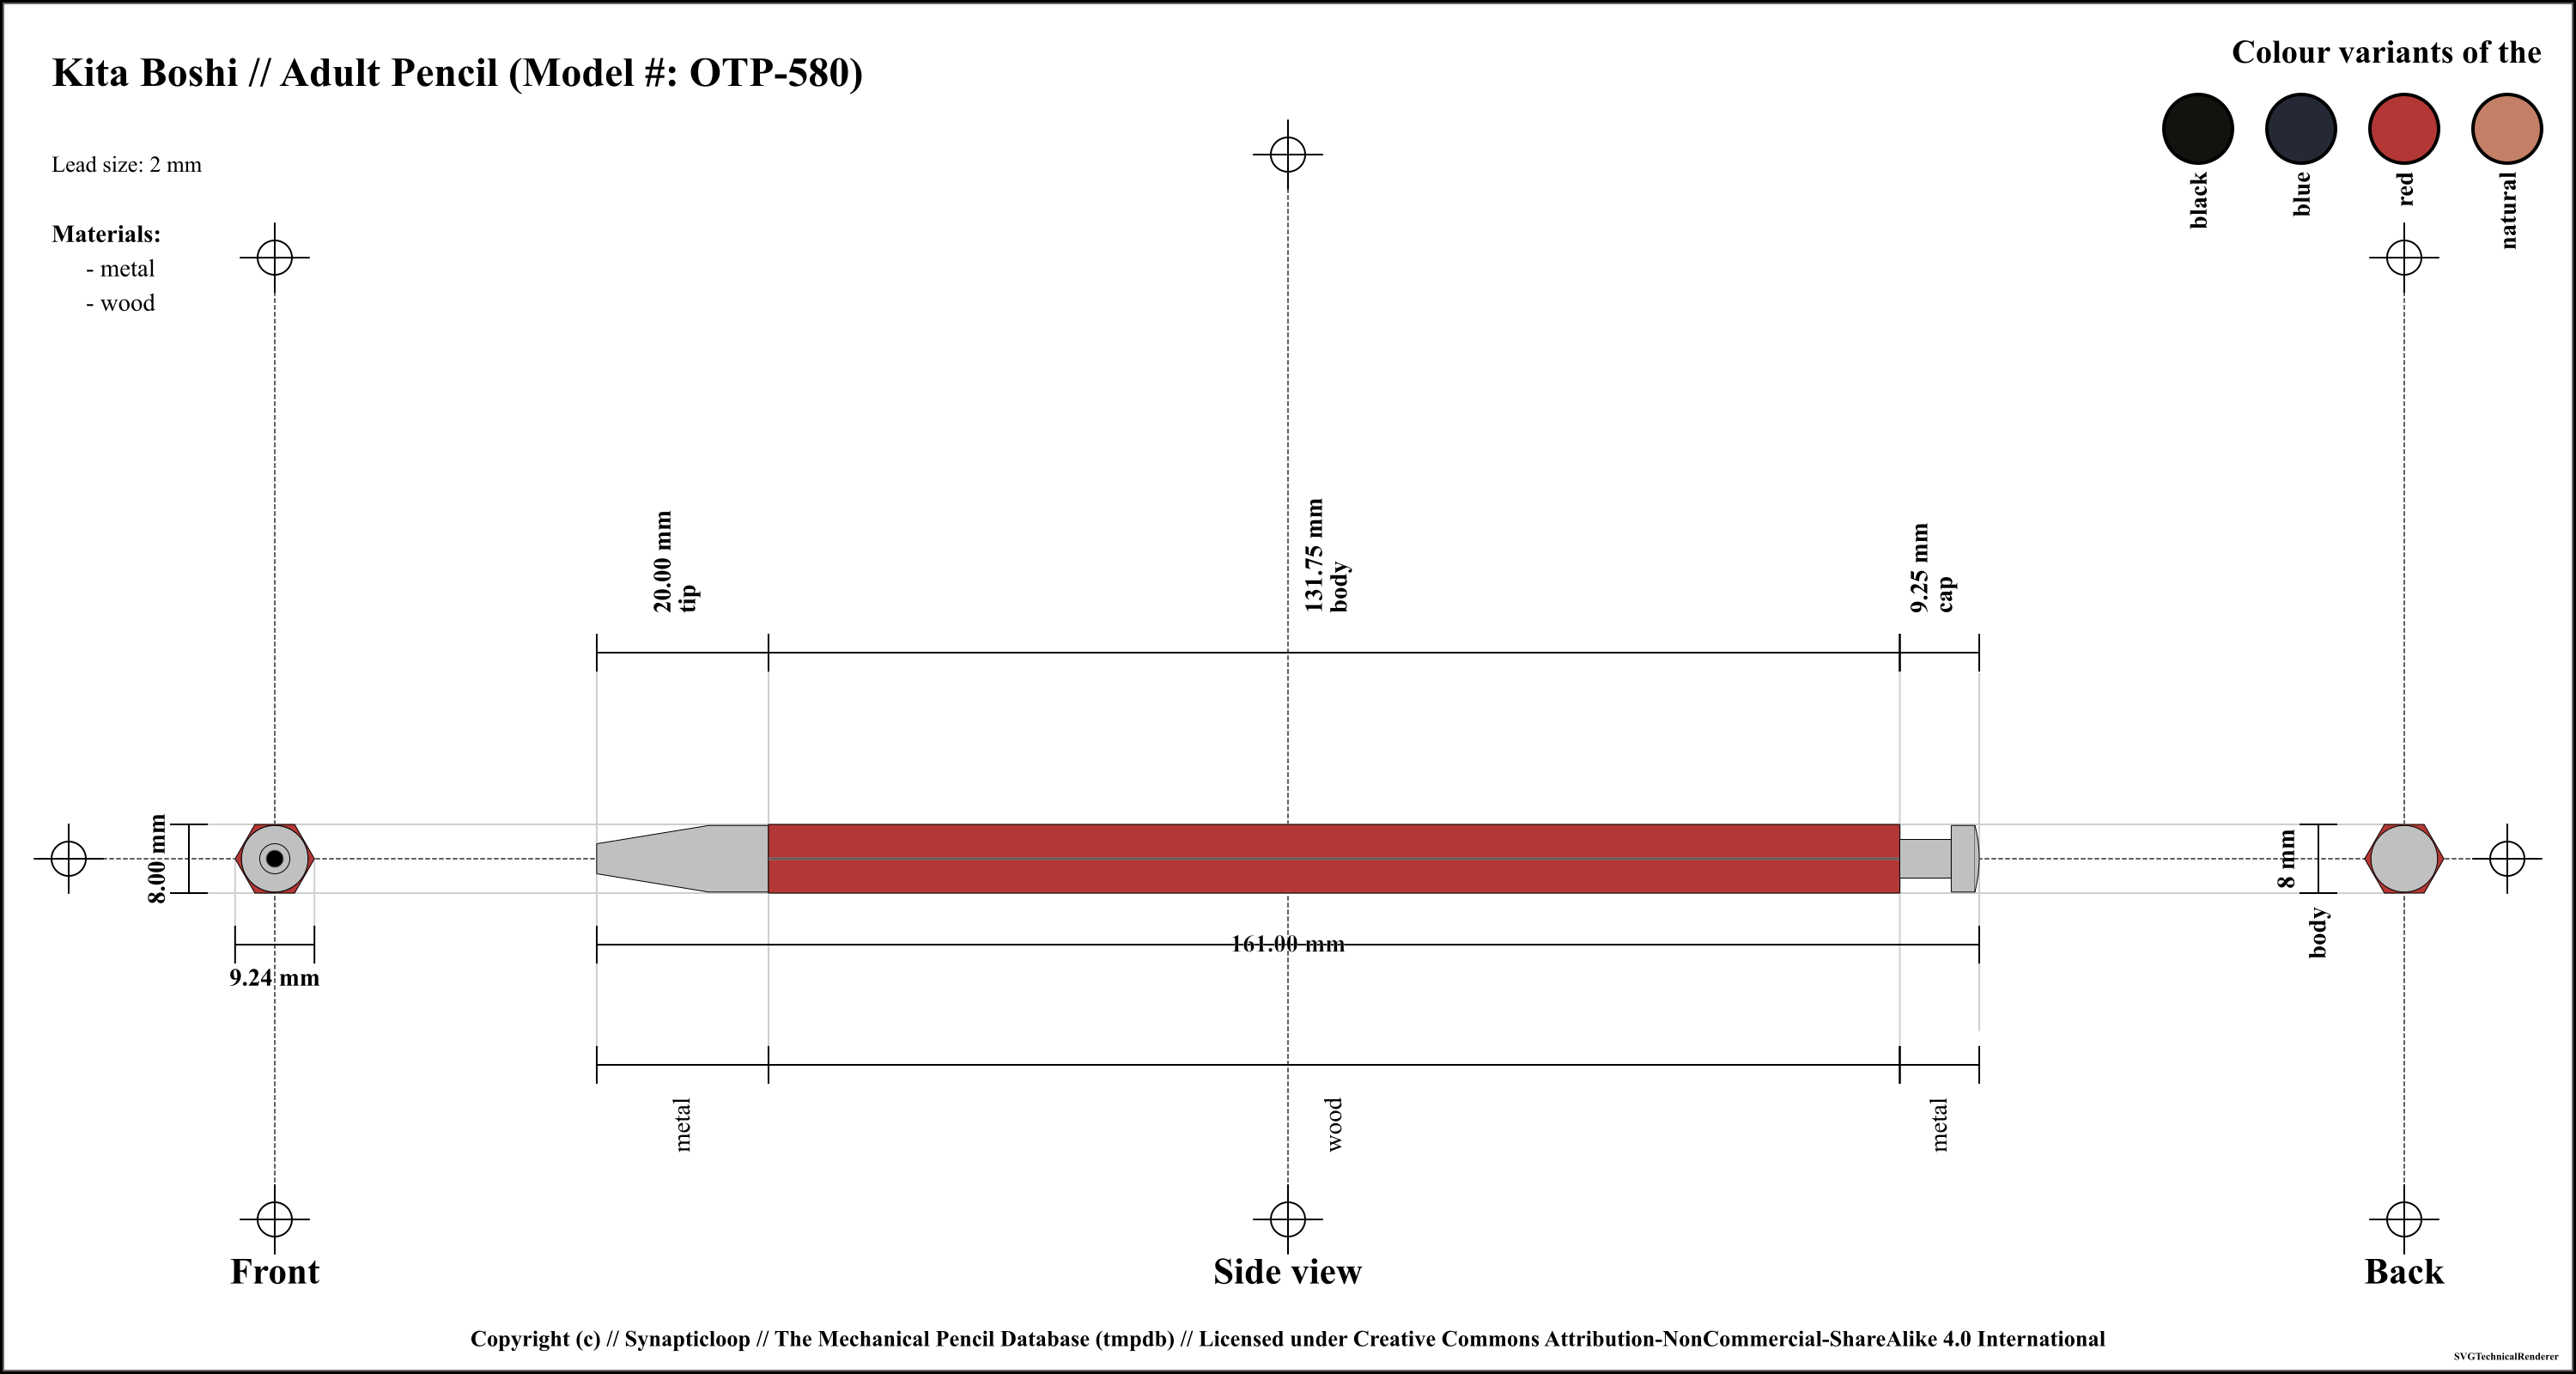 Kita Boshi // Adult Pencil (Model #: OTP-580)
Colour variants of the
black
blue
red
natural
Lead size: 2 mm
Materials:
- metal
- wood
20.00 mm
tip
131.75 mm
body
9.25 mm
cap
8.00 mm
9.24 mm
161.00 mm
8 mm
body
metal
wood
metal
Front
Side view
Back
Copyright (c) // Synapticloop // The Mechanical Pencil Database (tmpdb) // Licensed under Creative Commons Attribution-NonCommercial-ShareAlike 4.0 International
SVGTechnicalRenderer